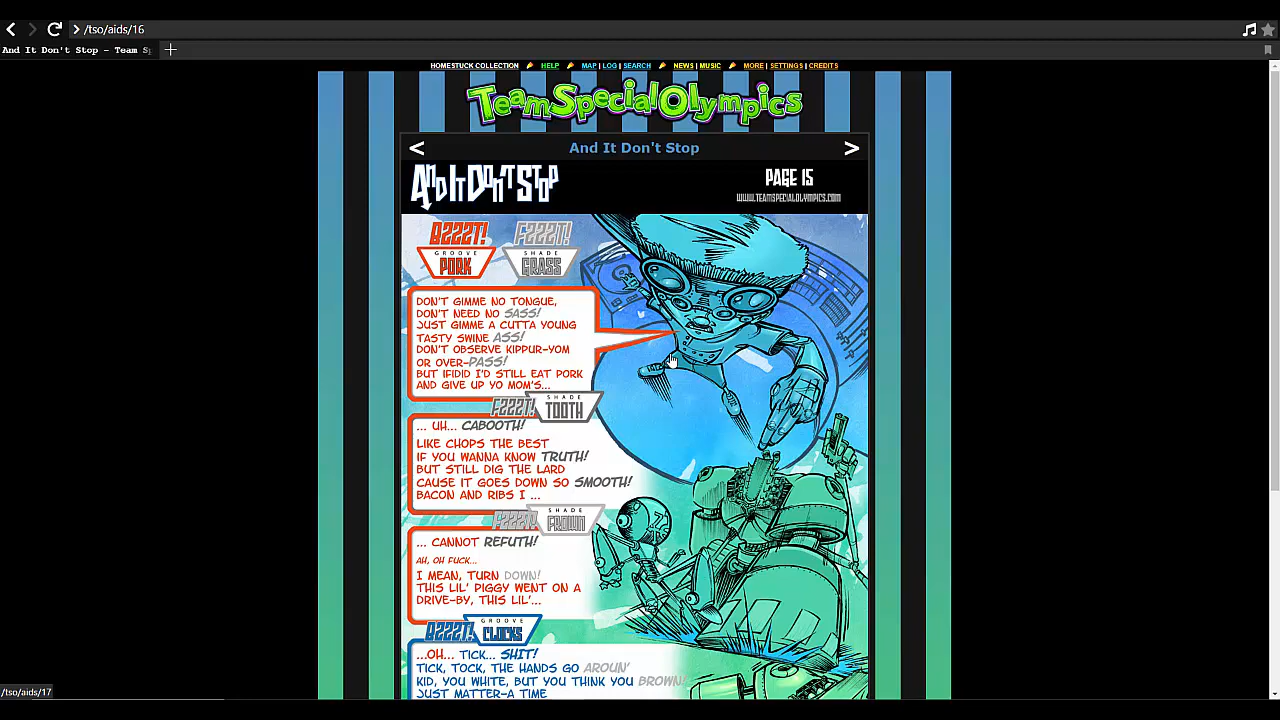 /tso/aids/16
And It Don't Stop - Team Sp
HOMESTUCK COLLECTION HELP MAP | LOG | SEARCH NEWS | MUSIC MORE | SETTINGS | CREDITS
TeamSpecialOlympics
< And It Don't Stop >
And It Don't Stop
PAGE 15
WWW.TEAMSPECIALOLYMPICS.COM
BZZZT!
GROOVE
PORK
FZZZT!
SHADE
GRASS
DON'T GIMME NO TONGUE,
DON'T NEED NO SASS!
JUST GIMME A CUTTA YOUNG
TASTY SWINE ASS!
DON'T OBSERVE KIPPUR-YOM
OR OVER-PASS!
BUT IFIDID I'D STILL EAT PORK
AND GIVE UP YO MOM'S...
FZZZT!
SHADE
TOOTH
... UH... CABOOTH!
LIKE CHOPS THE BEST
IF YOU WANNA KNOW TRUTH!
BUT STILL DIG THE LARD
CAUSE IT GOES DOWN SO SMOOTH!
BACON AND RIBS I ...
FZZZT!
SHADE
FROWN
... CANNOT REFUTH!
AH, OH FUCK...
I MEAN, TURN DOWN!
THIS LIL' PIGGY WENT ON A
DRIVE-BY, THIS LIL'...
BZZZT!
GROOVE
CLOCKS
...OH... TICK... SHIT!
TICK, TOCK, THE HANDS GO AROUN'
KID, YOU WHITE, BUT YOU THINK YOU BROWN!
JUST MATTER-A TIME
/tso/aids/17